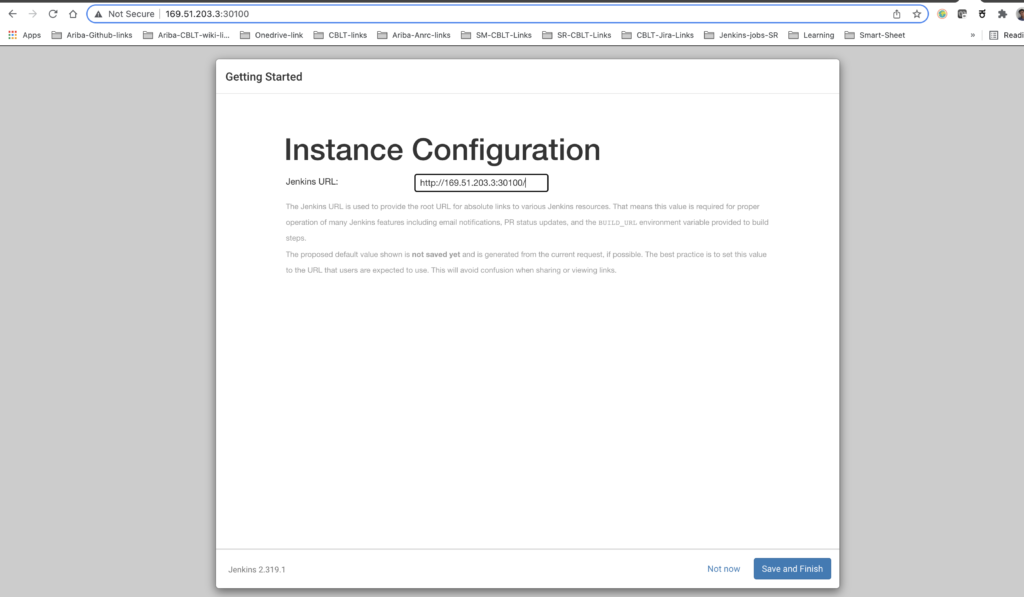 Not Secure 169.51.203.3:30100
Apps Ariba-Github-links Ariba-CBLT-wiki-li... Onedrive-link CBLT-links Ariba-Anrc-links SM-CBLT-Links SR-CBLT-Links CBLT-Jira-Links Jenkins-jobs-SR Learning Smart-Sheet » Readi
Getting Started
Instance Configuration
Jenkins URL: http://169.51.203.3:30100/
The Jenkins URL is used to provide the root URL for absolute links to various Jenkins resources. That means this value is required for proper
operation of many Jenkins features including email notifications, PR status updates, and the BUILD_URL environment variable provided to build
steps.
The proposed default value shown is not saved yet and is generated from the current request, if possible. The best practice is to set this value
to the URL that users are expected to use. This will avoid confusion when sharing or viewing links.
Jenkins 2.319.1 Not now Save and Finish